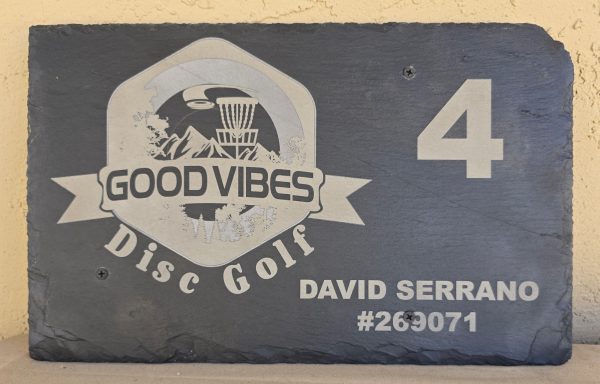 GOOD VIBES
Disc Golf
4
DAVID SERRANO
#269071